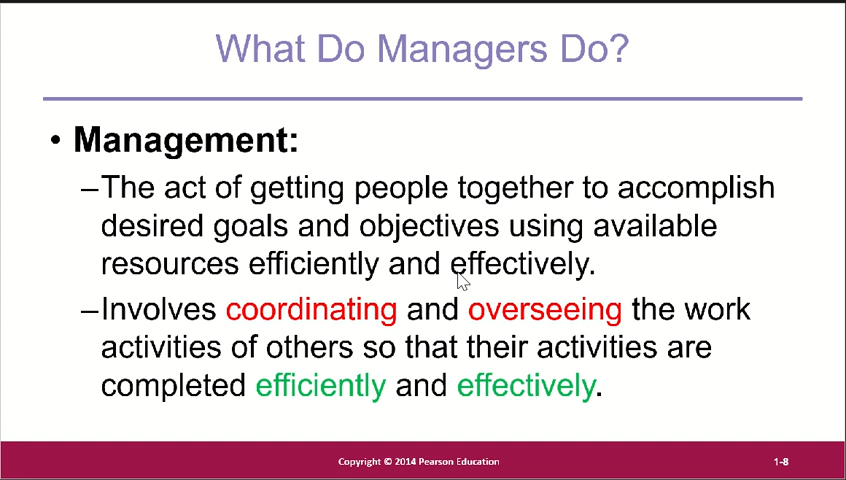 What Do Managers Do?
• Management:
–The act of getting people together to accomplish
desired goals and objectives using available
resources efficiently and effectively.
–Involves coordinating and overseeing the work
activities of others so that their activities are
completed efficiently and effectively.
Copyright © 2014 Pearson Education
1-8